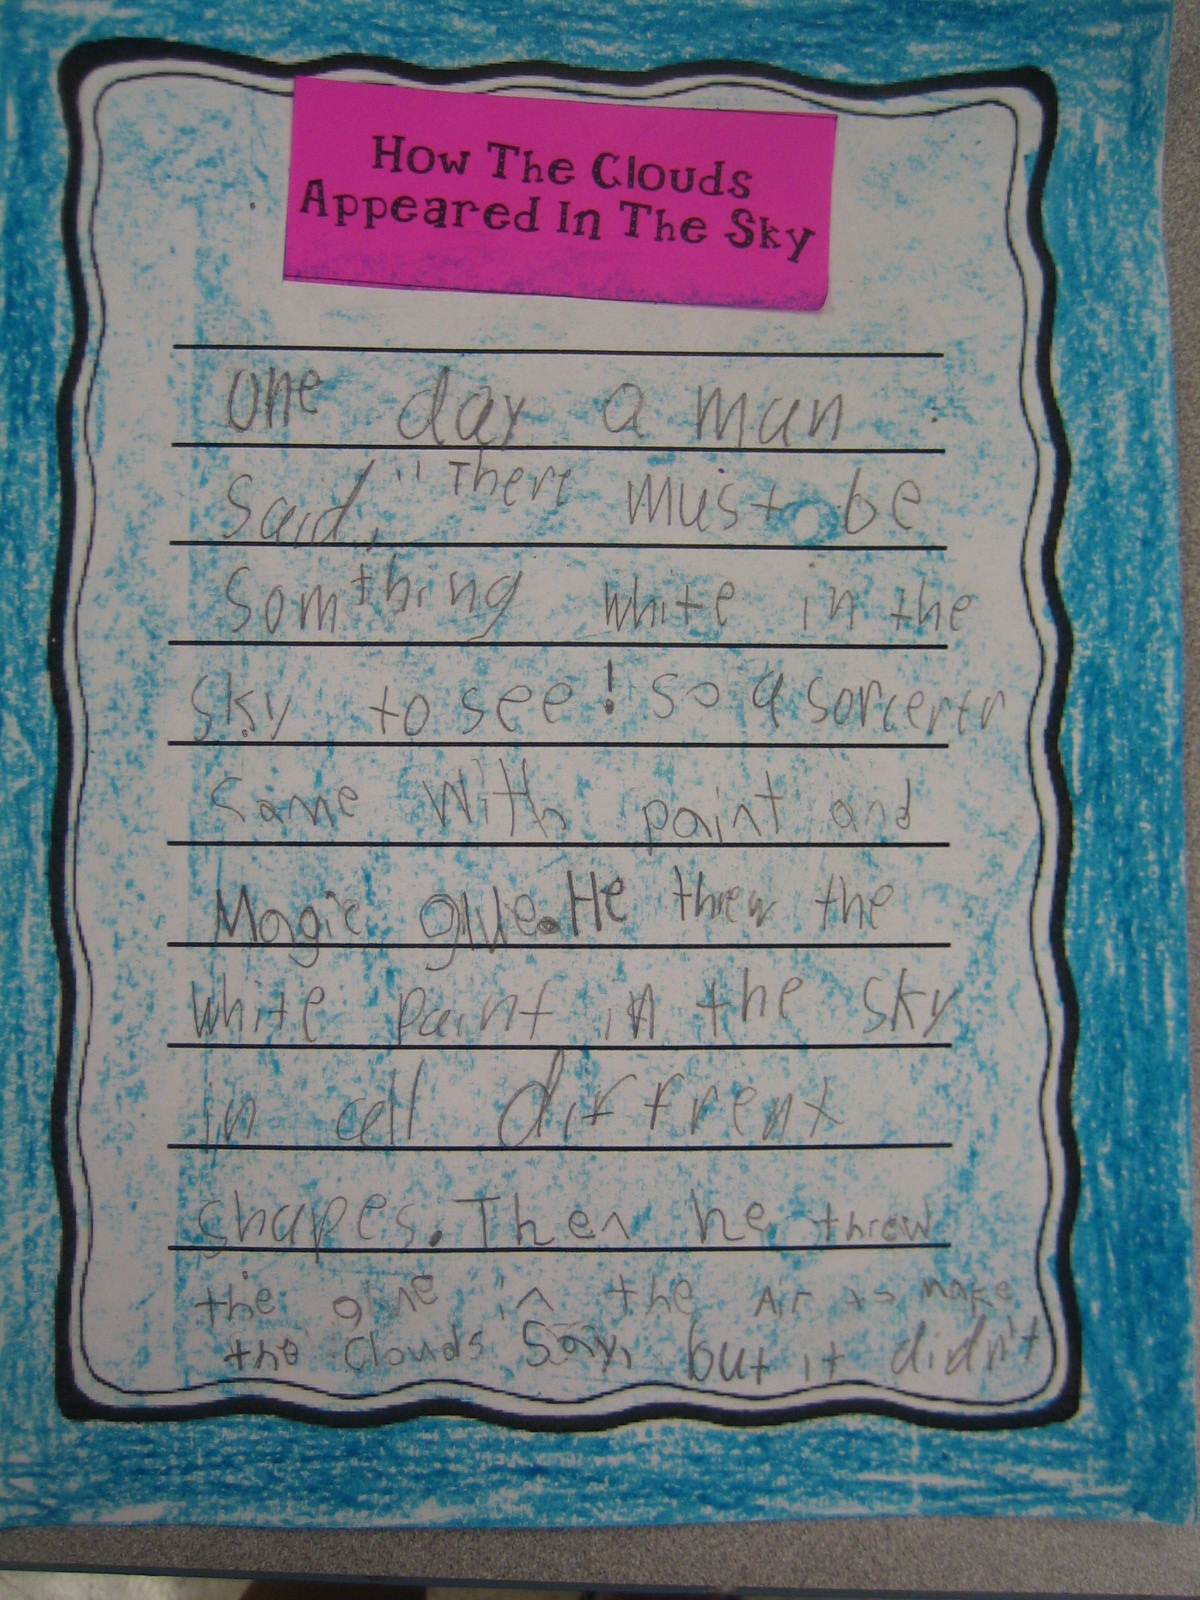 How The Clouds
Appeared In The Sky
One day a man
Said, "There must be
Somthing white in the
sky to see! So a sorcerer
came with paint and
Magic glue. He threw the
white paint in the sky
in all diffrent
shapes. Then he threw
the glue in the Air to make
the clouds Say, but it didn't